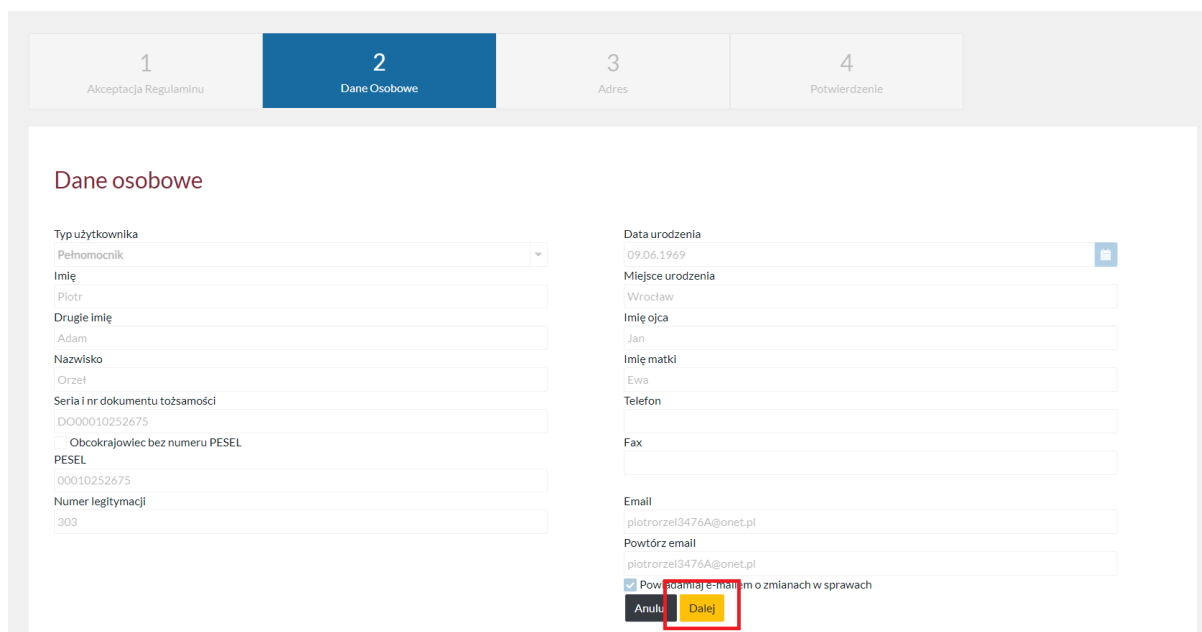 1
Akceptacja Regulaminu
2
Dane Osobowe
3
Adres
4
Potwierdzenie
Dane osobowe
Typ użytkownika
Pełnomocnik
Imię
Piotr
Drugie imię
Adam
Nazwisko
Orzeł
Seria i nr dokumentu tożsamości
DO00010252675
Obcokrajowiec bez numeru PESEL
PESEL
00010252675
Numer legitymacji
303
Data urodzenia
09.06.1969
Miejsce urodzenia
Wrocław
Imię ojca
Jan
Imię matki
Ewa
Telefon
Fax
Email
piotrorzel3476A@onet.pl
Powtórz email
piotrorzel3476A@onet.pl
Powiadamiaj e-mailem o zmianach w sprawach
Anuluj
Dalej